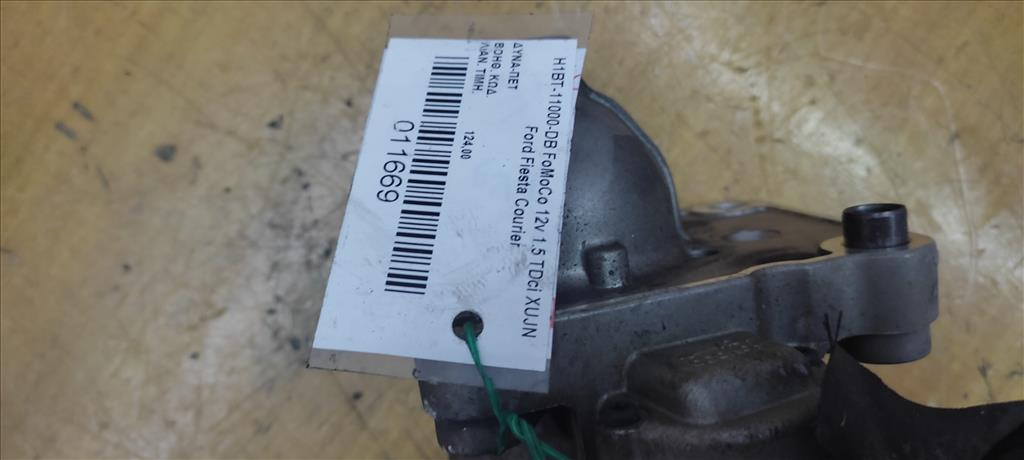 H1BT-11000-DB FoMoCo 12v 1.5 TDci XUJN
Ford Fiesta Courier
ΔΥΝΑ-ΠΕΤ
ΒΟΗΘ. ΚΩΔ.
ΛΙΑΝ. ΤΙΜΗ.
124,00
011669